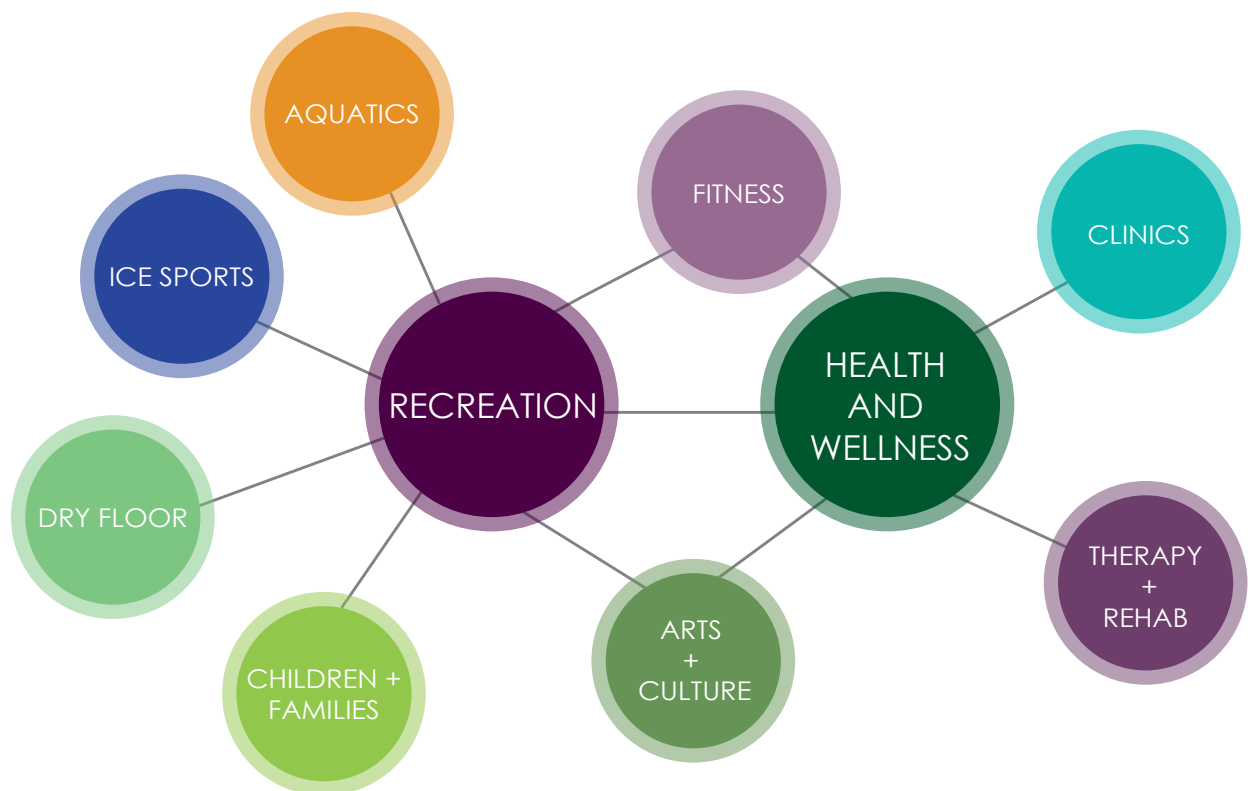 AQUATICS
FITNESS
CLINICS
ICE SPORTS
RECREATION
HEALTH
AND
WELLNESS
DRY FLOOR
CHILDREN +
FAMILIES
ARTS
+
CULTURE
THERAPY
+
REHAB